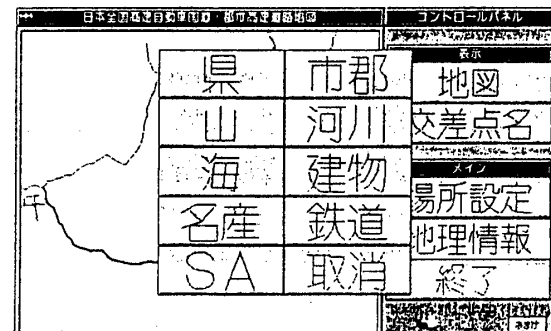 日本全国高速自動車国道・都市高速道路地図
コントロールパネル
表示
地図
交差点名
メイン
場所設定
地理情報
終了
県 市郡
山 河川
海 建物
名産 鉄道
SA 取消